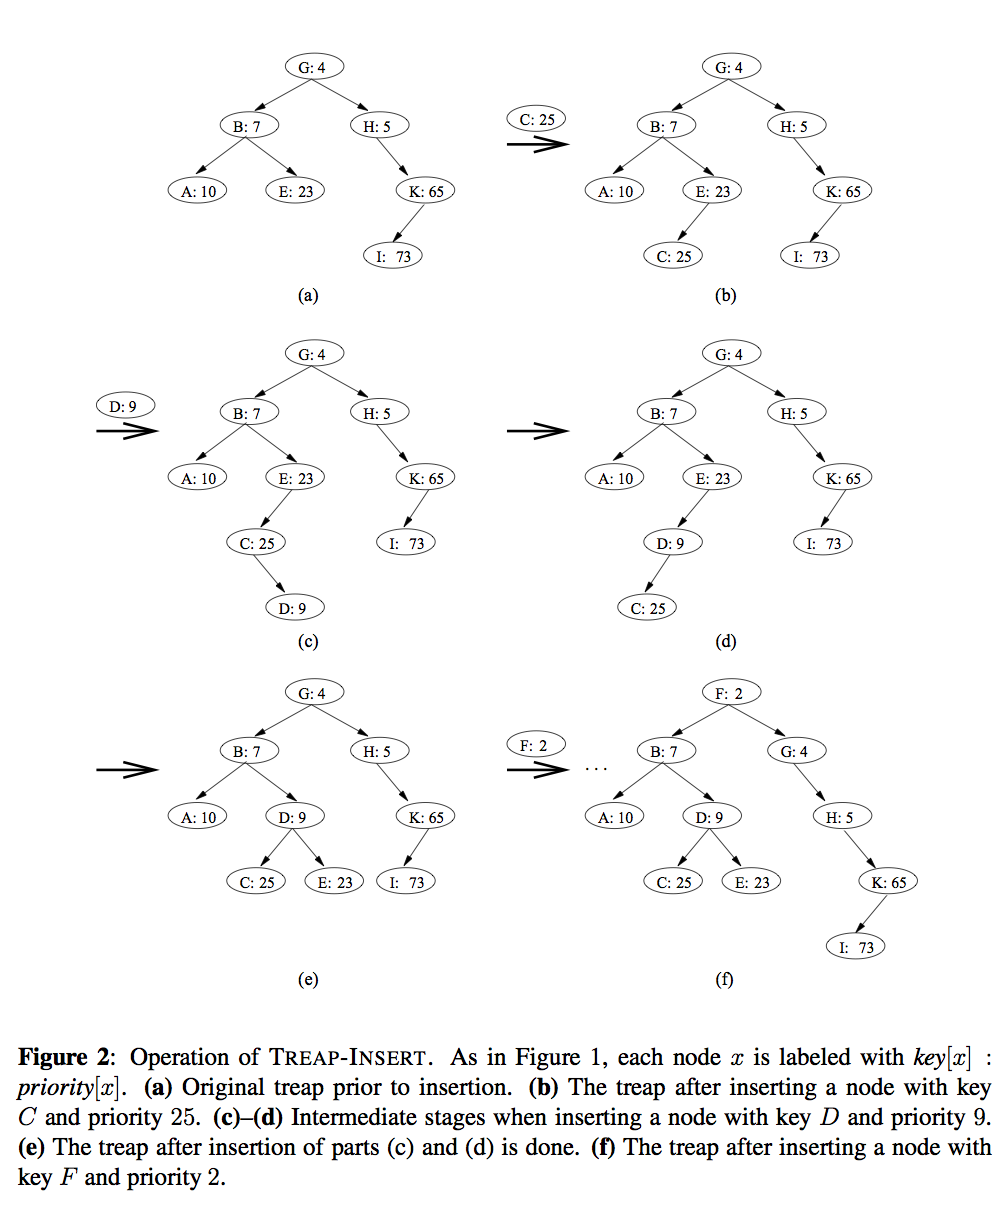 G: 4
G: 4
C: 25
B: 7
H: 5
B: 7
H: 5
A: 10
E: 23
K: 65
A: 10
E: 23
K: 65
I: 73
C: 25
I: 73
(a)
(b)
G: 4
G: 4
D: 9
B: 7
H: 5
B: 7
H: 5
A: 10
E: 23
K: 65
A: 10
E: 23
K: 65
C: 25
I: 73
D: 9
I: 73
D: 9
C: 25
(c)
(d)
G: 4
F: 2
F: 2
B: 7
H: 5
...
B: 7
G: 4
A: 10
D: 9
K: 65
A: 10
D: 9
H: 5
C: 25
E: 23
I: 73
C: 25
E: 23
K: 65
I: 73
(e)
(f)
Figure 2: Operation of TREAP-INSERT. As in Figure 1, each node x is labeled with key[x] :
priority[x]. (a) Original treap prior to insertion. (b) The treap after inserting a node with key
C and priority 25. (c)–(d) Intermediate stages when inserting a node with key D and priority 9.
(e) The treap after insertion of parts (c) and (d) is done. (f) The treap after inserting a node with
key F and priority 2.